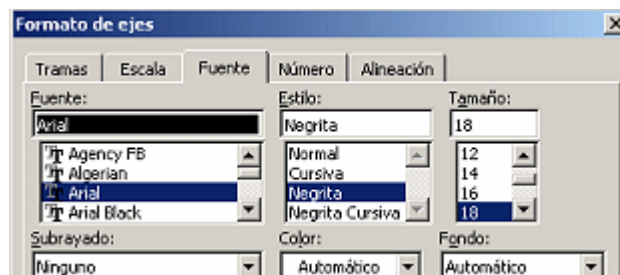 Formato de ejes
Tramas Escala Fuente Número Alineación
Fuente: Estilo: Tamaño:
Arial Negrita 18
Agency FB Normal 12
Algerian Cursiva 14
Arial Negrita 16
Arial Black Negrita Cursiva 18
Subrayado: Color: Fondo:
Ninguno Automático Automático